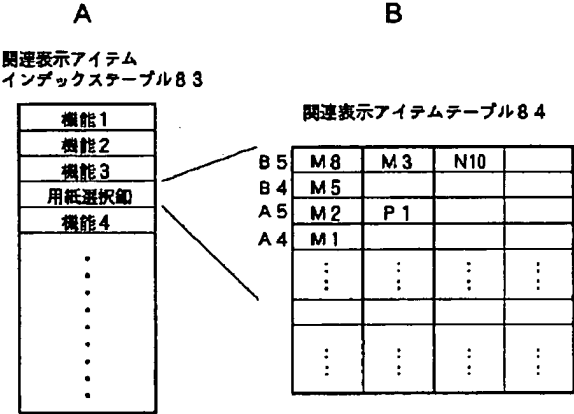 A
B
関連表示アイテム
インデックステーブル83
関連表示アイテムテーブル84
機能1
機能2
機能3
用紙選択卸
機能4
B5 M8 M3 N10
B4 M5
A5 M2 P1
A4 M1